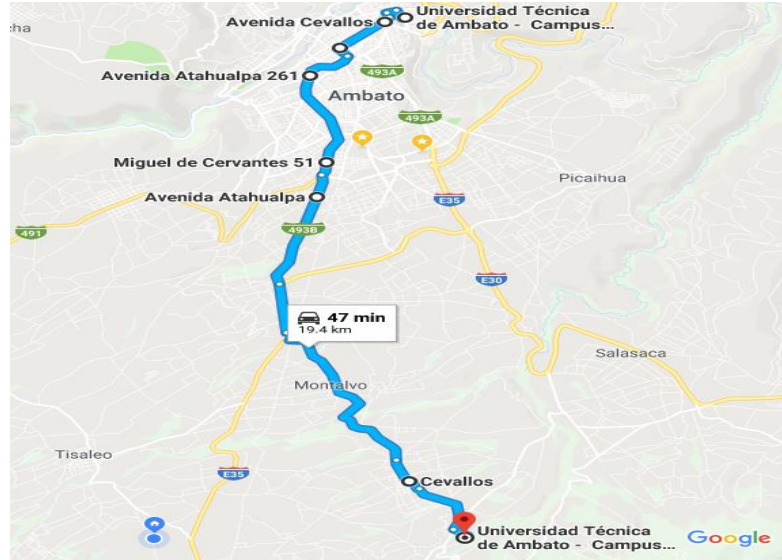 Avenida Cevallos
Universidad Técnica
de Ambato - Campus...
cha
Avenida Atahualpa 261
493A
Ambato
493A
Miguel de Cervantes 51
Picaihua
Avenida Atahualpa
E35
491
493B
E30
47 min
19.4 km
Salasaca
Montalvo
Tisaleo
E35
Cevallos
Universidad Técnica
de Ambato - Campus...
Google